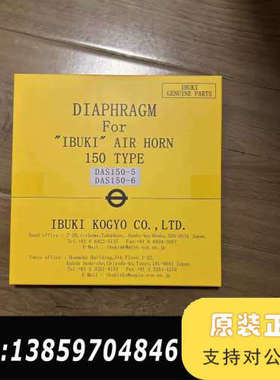 IBUKI
GENUINE PARTS
DIAPHRAGM
For
"IBUKI" AIR HORN
150 TYPE
DAS150-5
DAS150-6
IBUKI KOGYO CO.,LTD.
原装正
:13859704846
支持对公